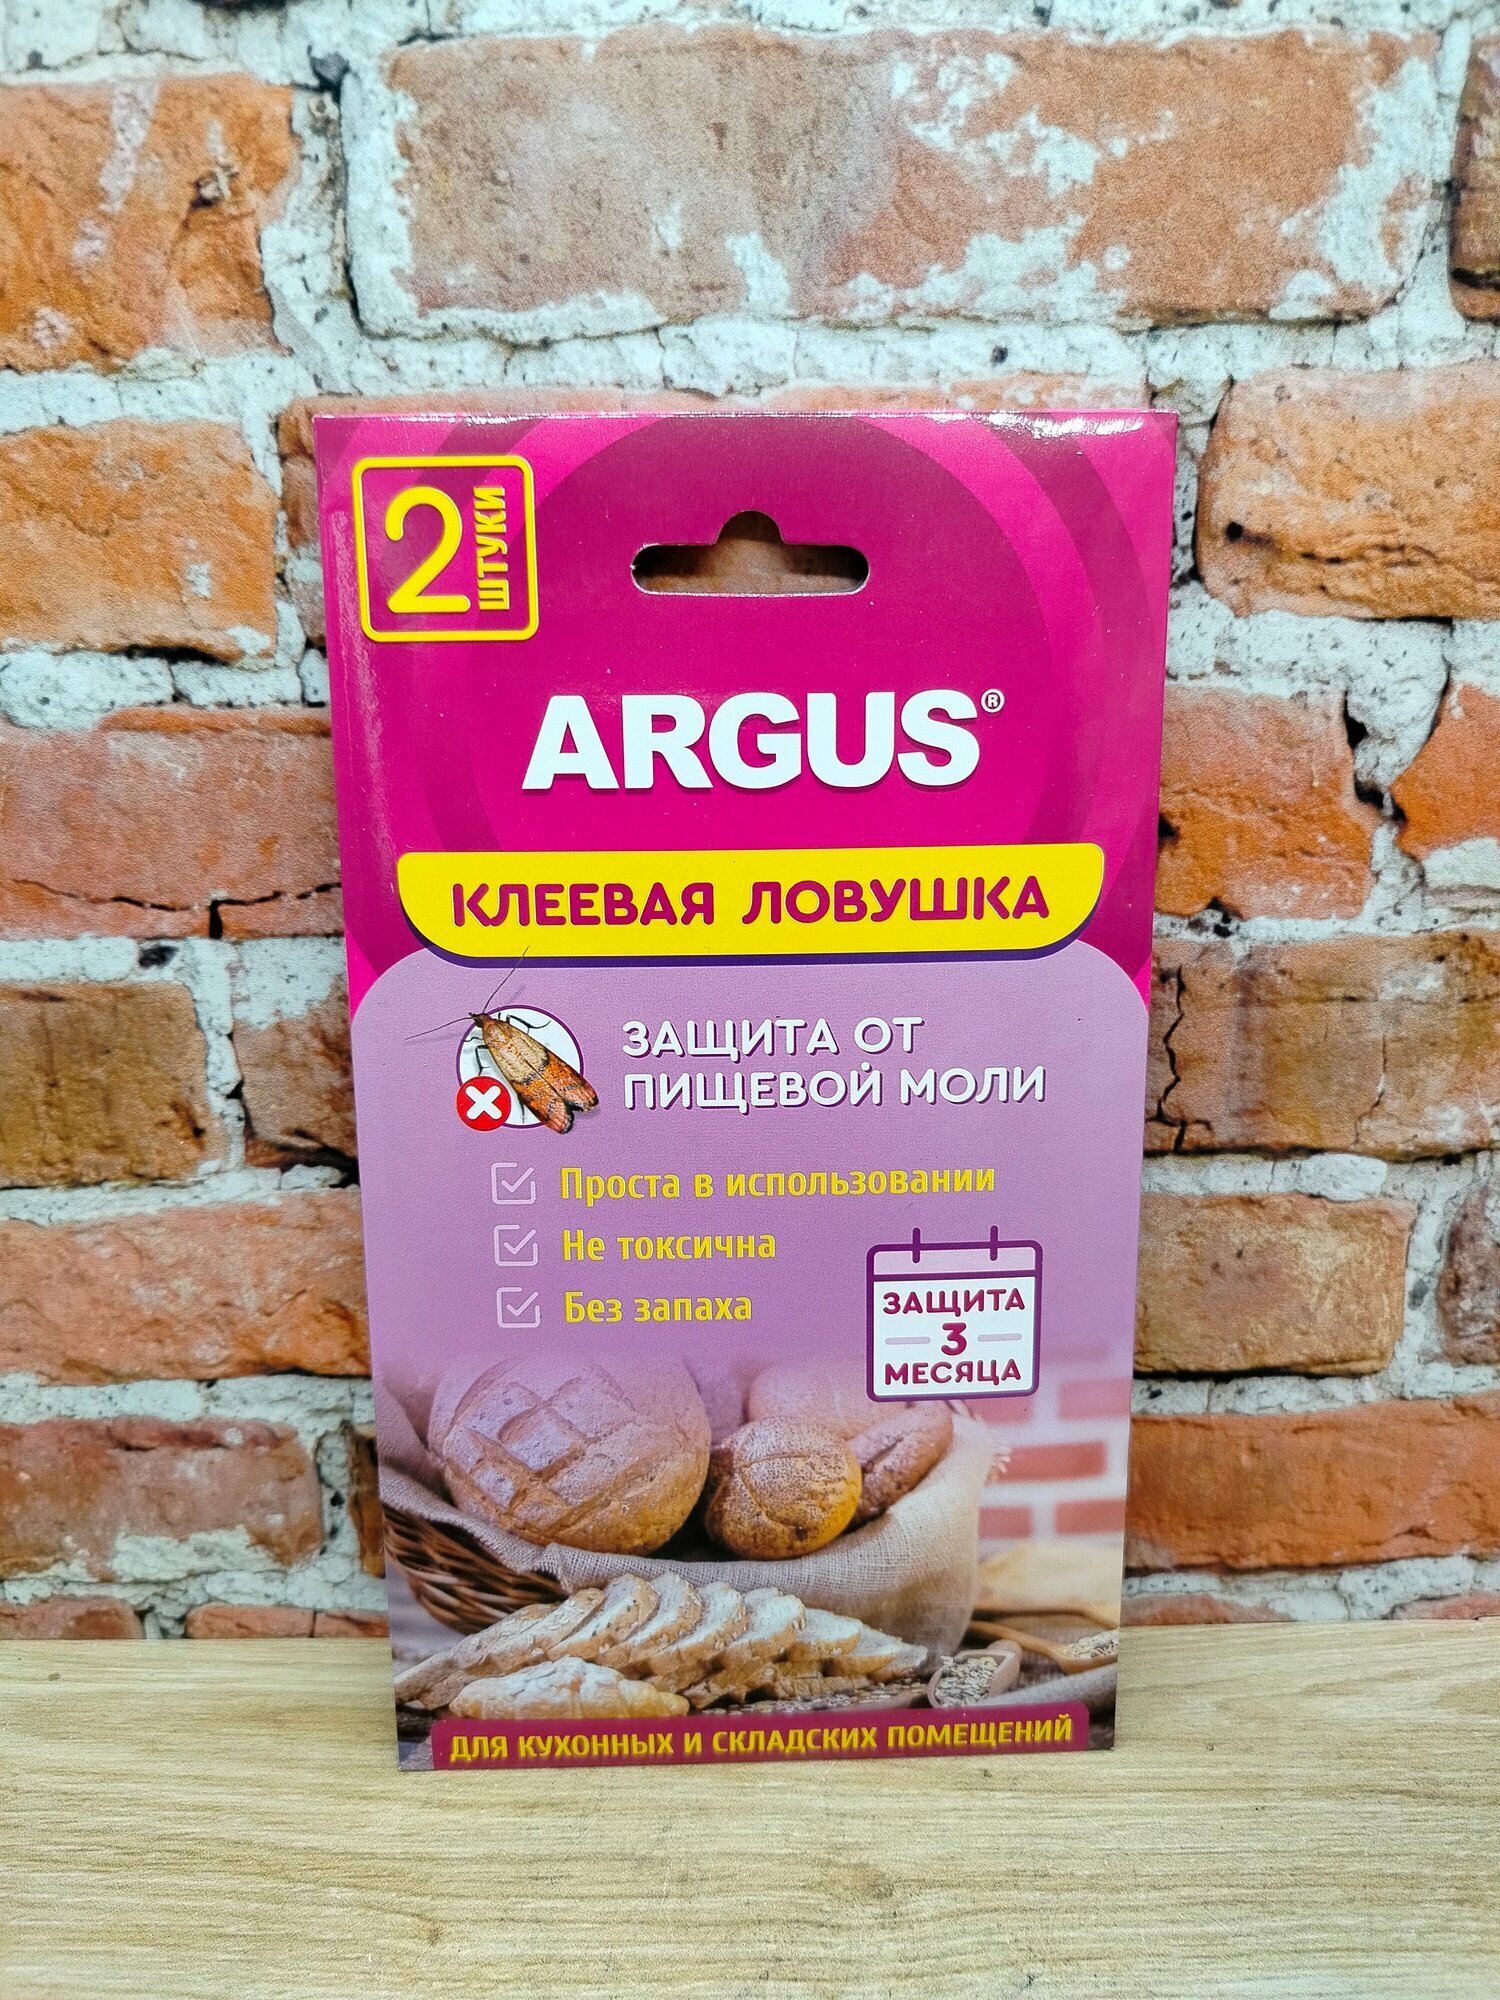 2
ШТУКИ
ARGUS®
КЛЕЕВАЯ ЛОВУШКА
ЗАЩИТА ОТ
ПИЩЕВОЙ МОЛИ
Проста в использовании
Не токсична
Без запаха
ЗАЩИТА
3
МЕСЯЦА
ДЛЯ КУХОННЫХ И СКЛАДСКИХ ПОМЕЩЕНИЙ